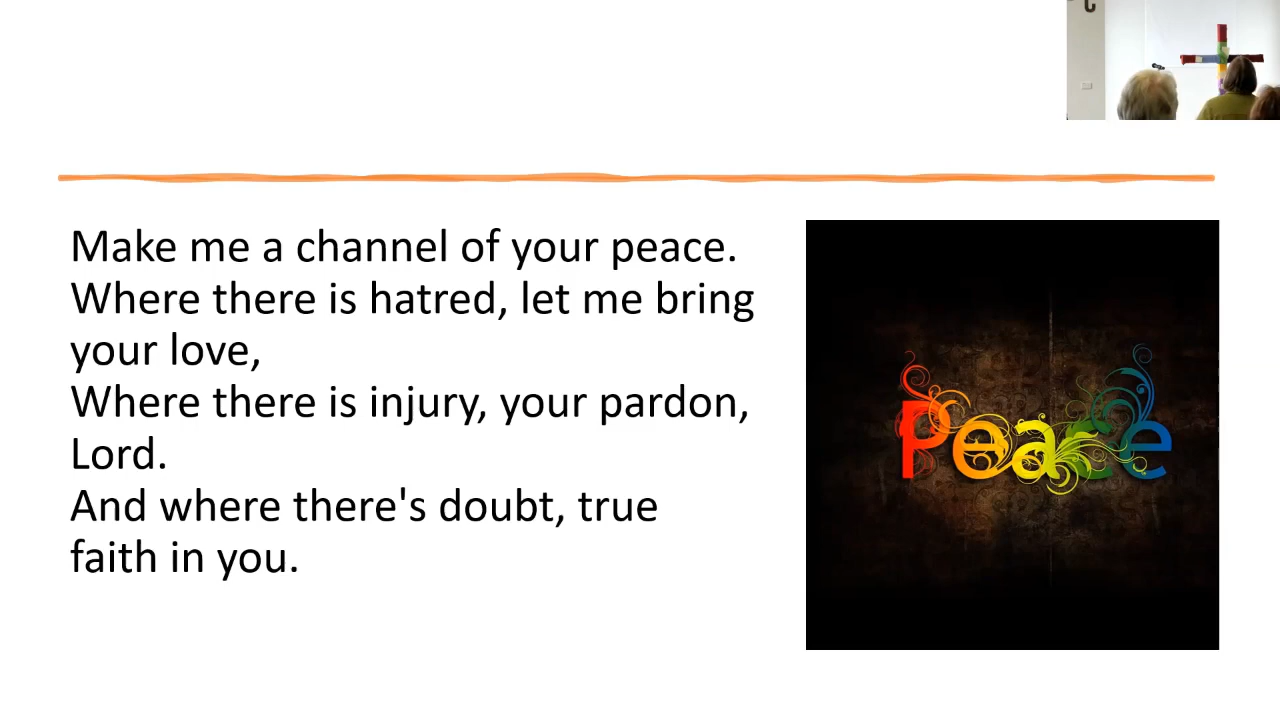 Make me a channel of your peace.
Where there is hatred, let me bring
your love,
Where there is injury, your pardon,
Lord.
And where there's doubt, true
faith in you.
Peace